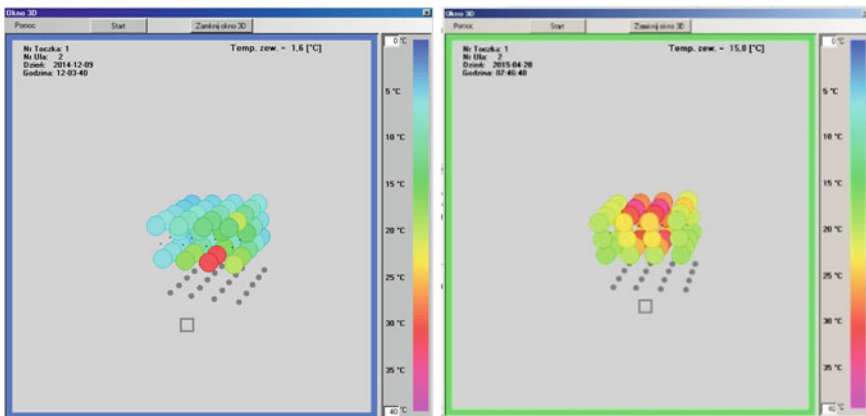 Okno 3D
Pomoc Start Zamknij okno 3D
Nr Toczka: 1
Nr Ula: 2
Dzień: 2014-12-09
Godzina: 12-03-40
Temp. zew. = 1,6 [°C]
0 °C
5 °C
10 °C
15 °C
20 °C
25 °C
30 °C
35 °C
40 °C
Okno 3D
Pomoc Start Zamknij okno 3D
Nr Toczka: 1
Nr Ula: 2
Dzień: 2015-04-20
Godzina: 02-46-40
Temp. zew. = 15,0 [°C]
0 °C
5 °C
10 °C
15 °C
20 °C
25 °C
30 °C
35 °C
40 °C